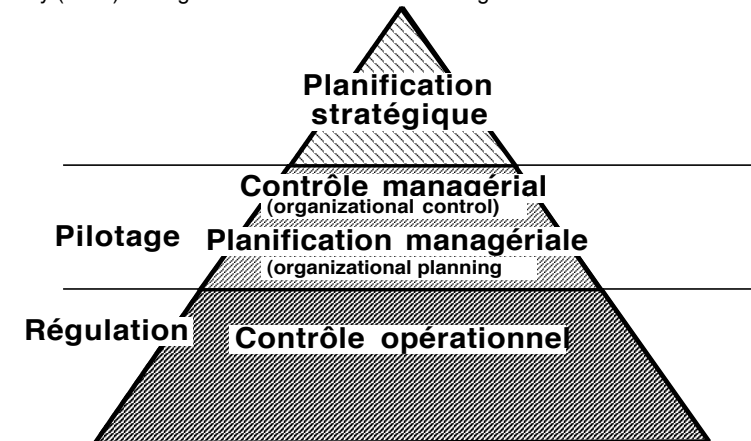 Planification
stratégique
Contrôle managérial
(organizational control)
Pilotage Planification managériale
(organizational planning
Régulation
Contrôle opérationnel